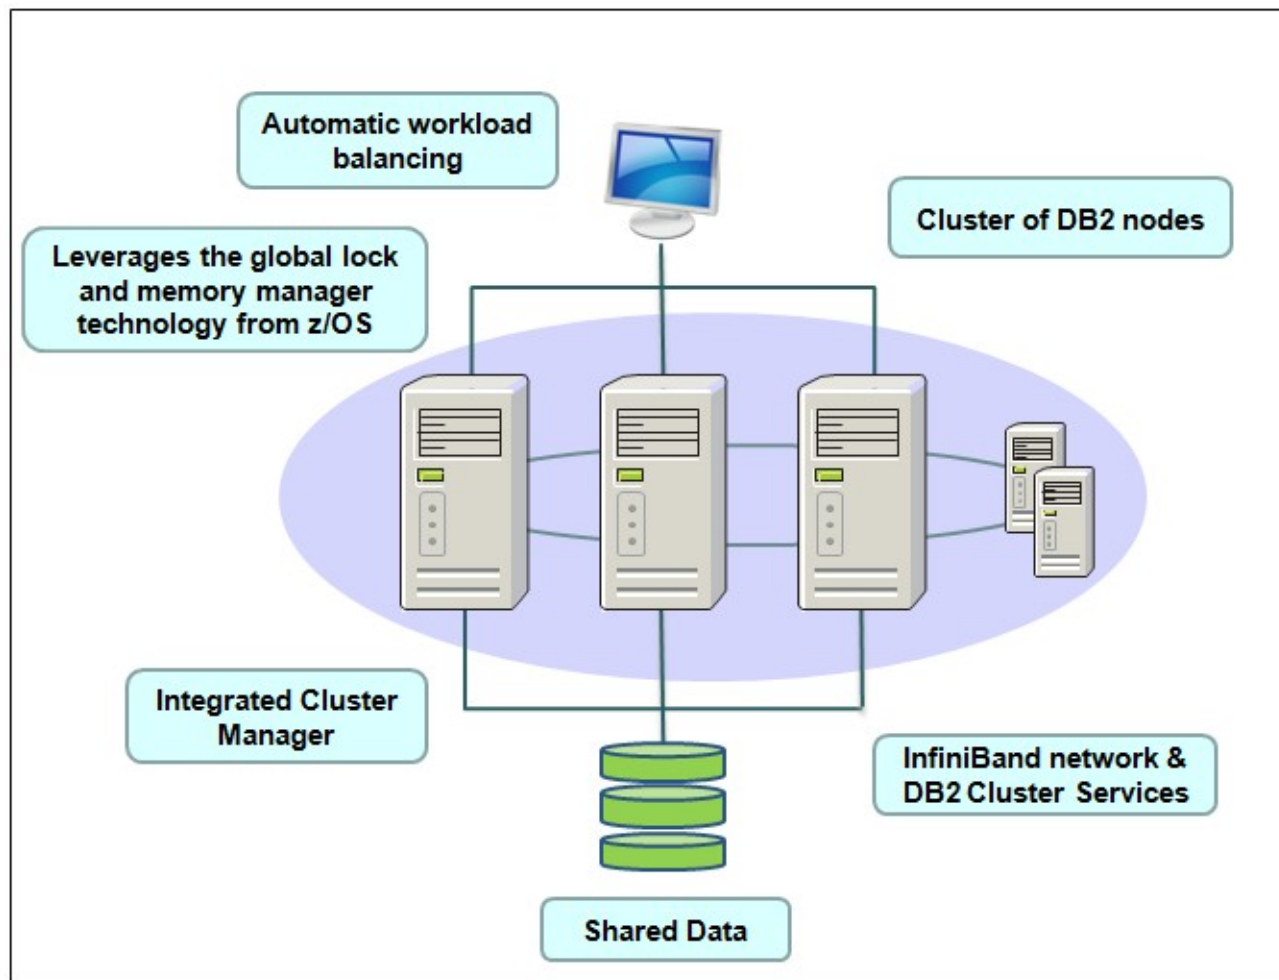 Automatic workload
balancing
Cluster of DB2 nodes
Leverages the global lock
and memory manager
technology from z/OS
Integrated Cluster
Manager
InfiniBand network &
DB2 Cluster Services
Shared Data